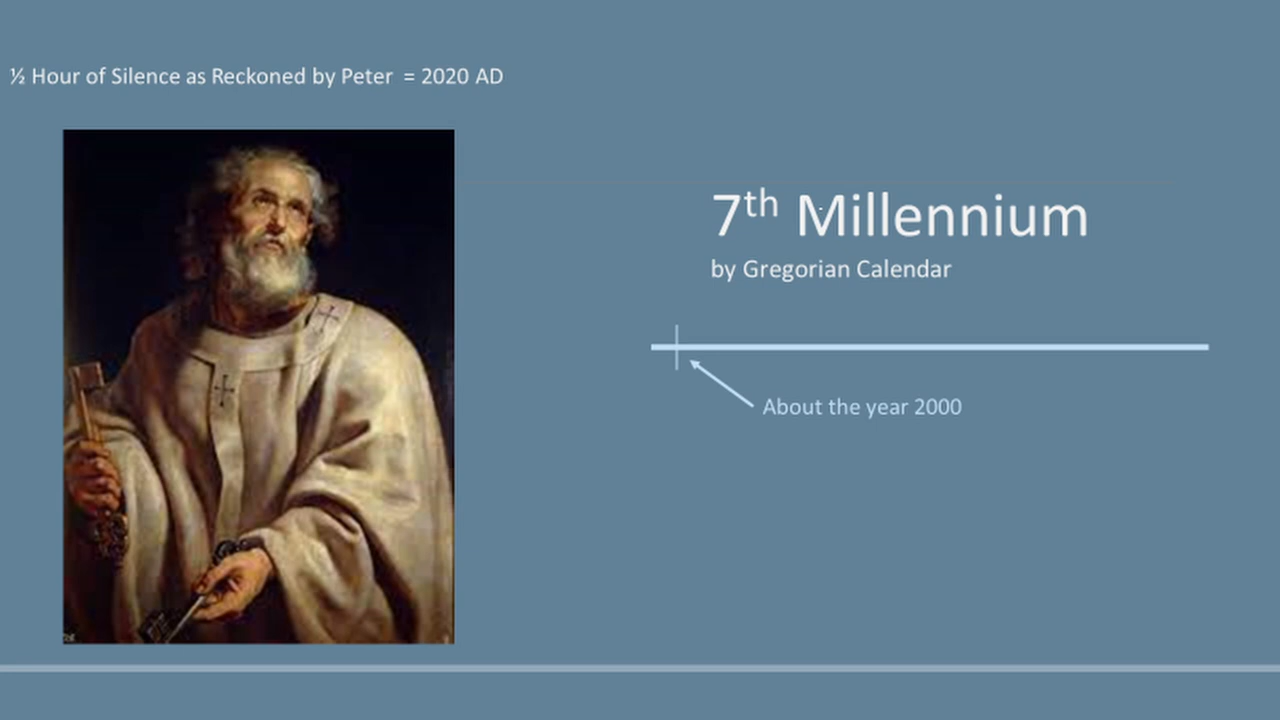 ½ Hour of Silence as Reckoned by Peter = 2020 AD
7th Millennium
by Gregorian Calendar
About the year 2000